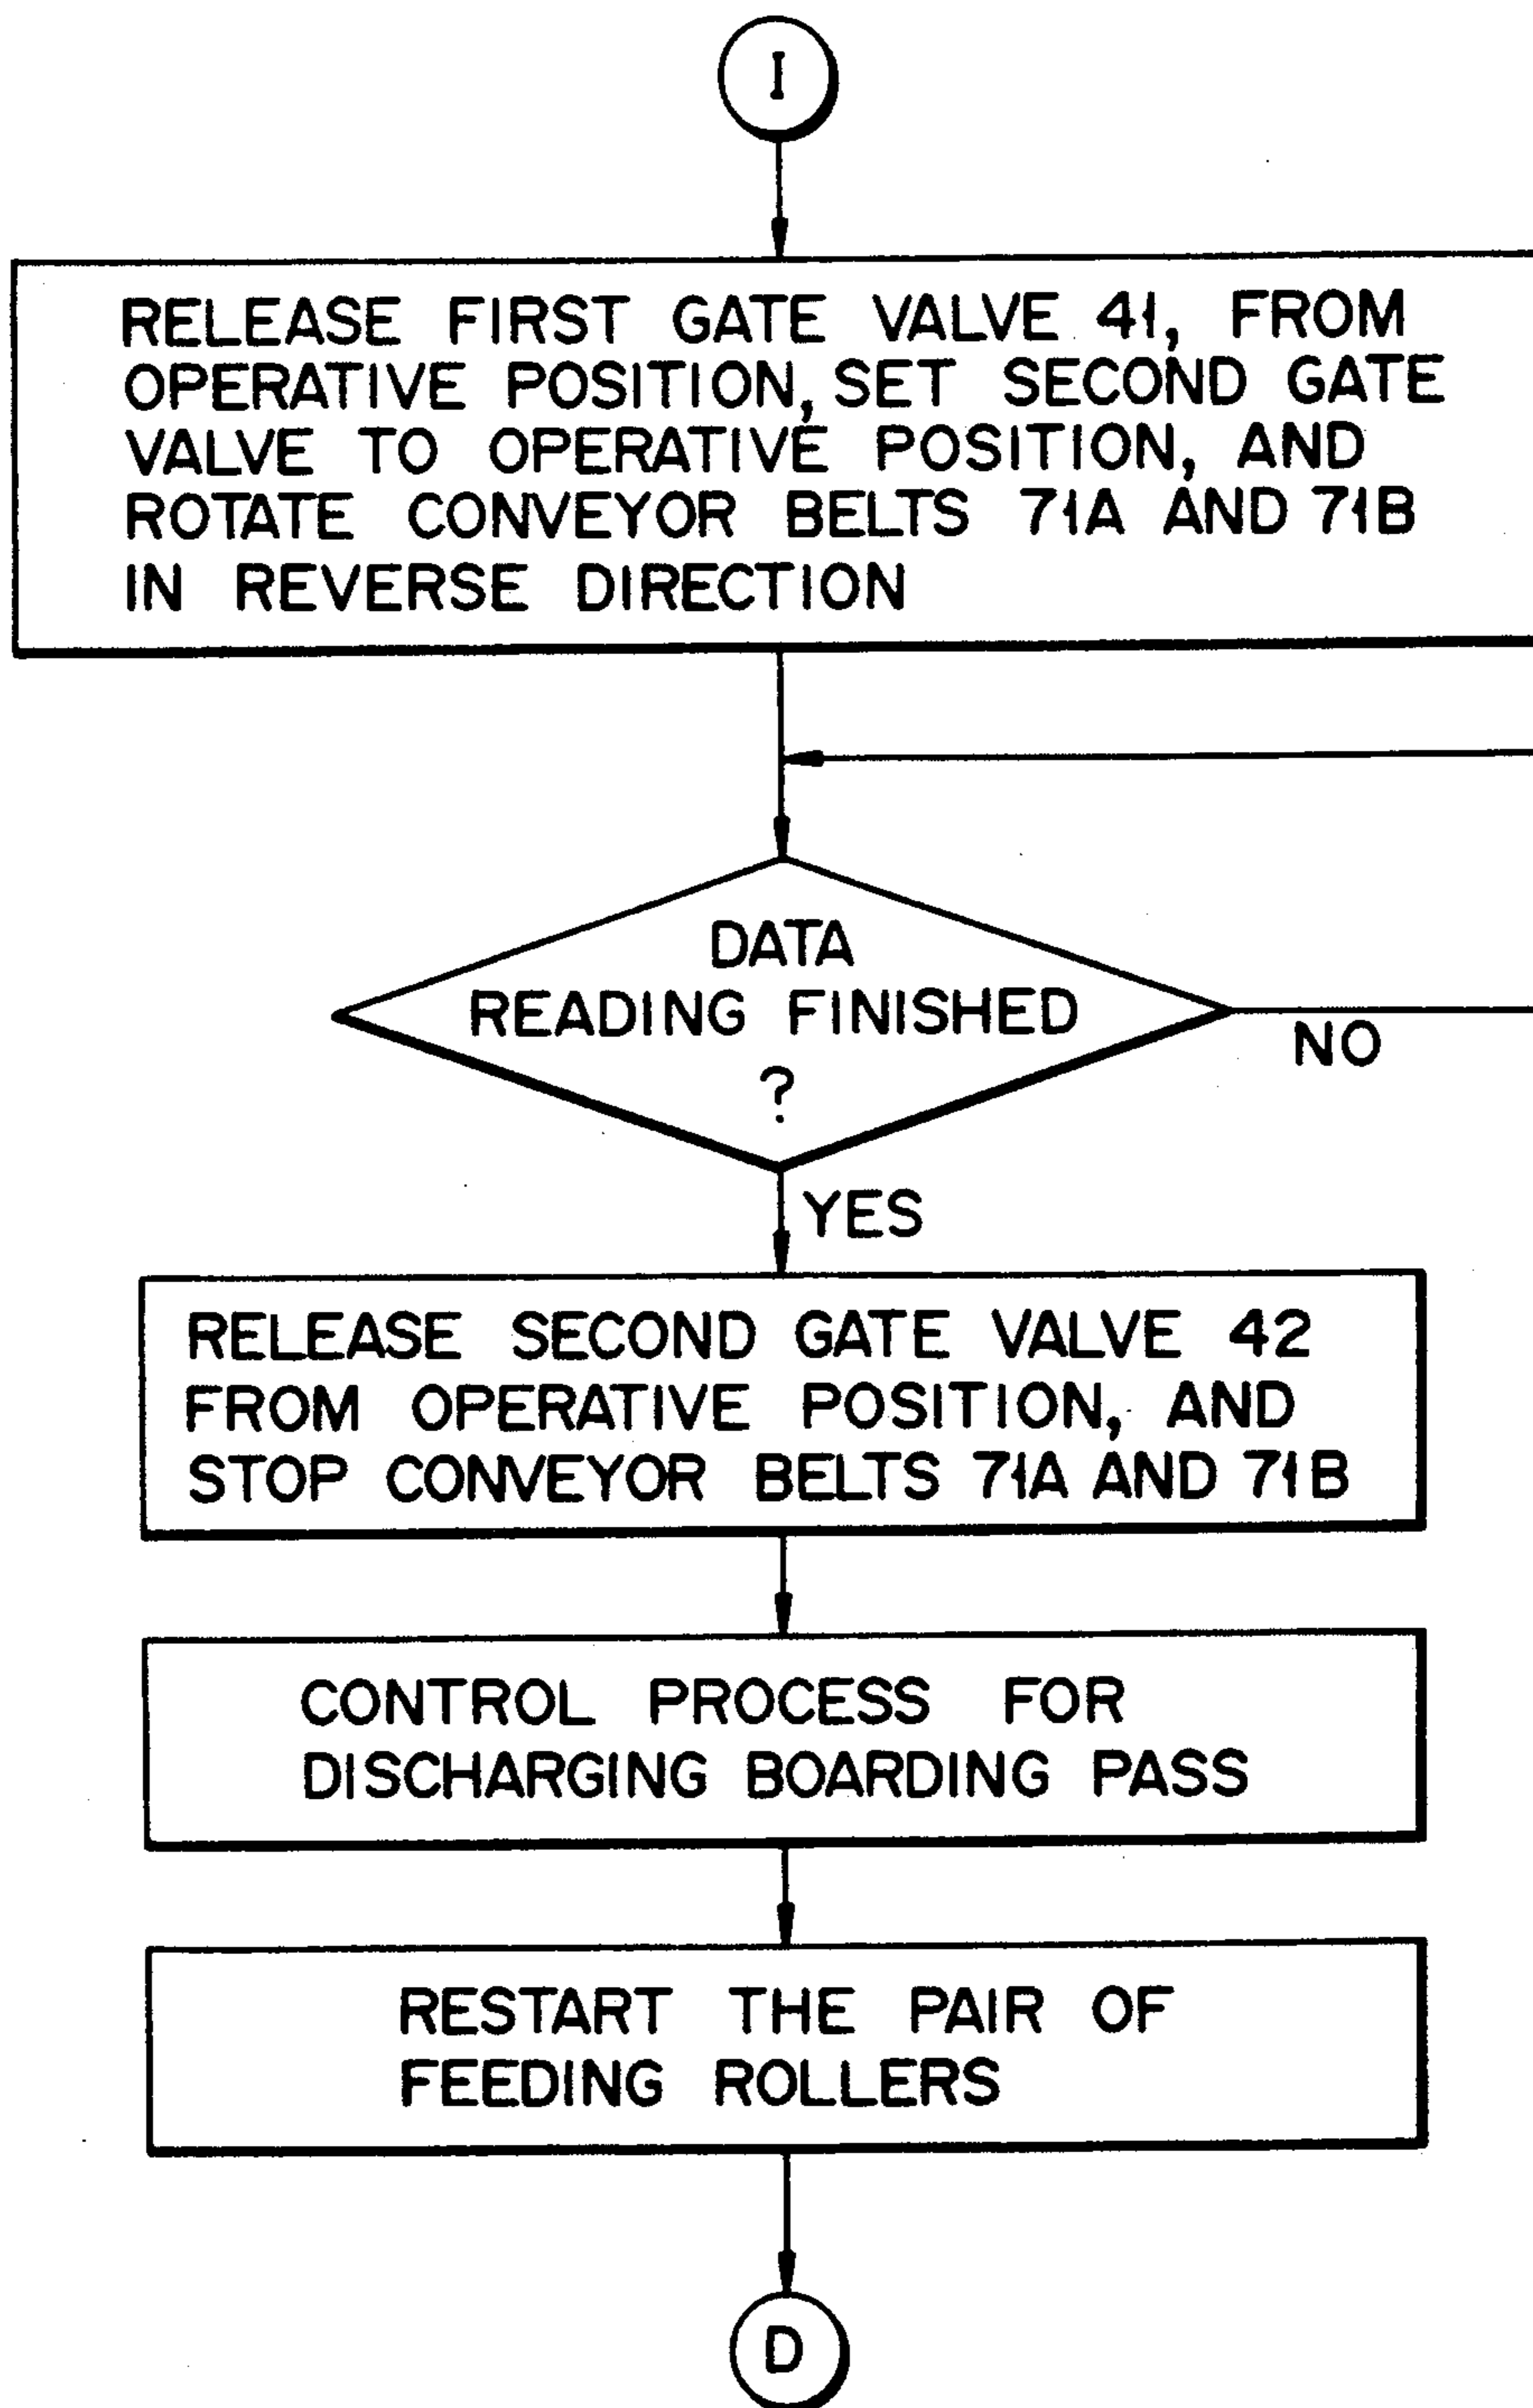 I
RELEASE FIRST GATE VALVE 41, FROM
OPERATIVE POSITION, SET SECOND GATE
VALVE TO OPERATIVE POSITION, AND
ROTATE CONVEYOR BELTS 71A AND 71B
IN REVERSE DIRECTION
DATA
READING FINISHED
?
NO
YES
RELEASE SECOND GATE VALVE 42
FROM OPERATIVE POSITION, AND
STOP CONVEYOR BELTS 71A AND 71B
CONTROL PROCESS FOR
DISCHARGING BOARDING PASS
RESTART THE PAIR OF
FEEDING ROLLERS
D